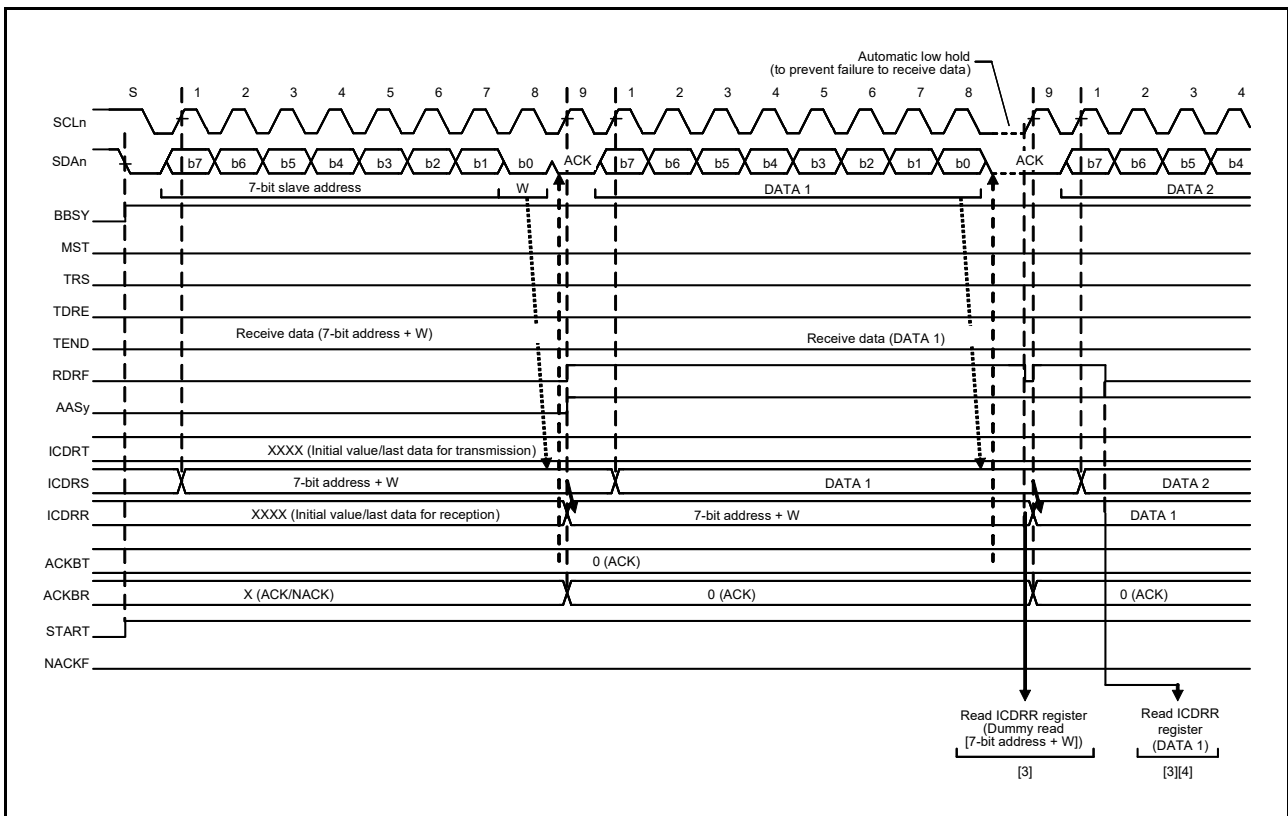 Automatic low hold
(to prevent failure to receive data)
S 1 2 3 4 5 6 7 8 9 1 2 3 4 5 6 7 8 9 1 2 3 4
SCLn
SDAn b7 b6 b5 b4 b3 b2 b1 b0 ACK b7 b6 b5 b4 b3 b2 b1 b0 ACK b7 b6 b5 b4
7-bit slave address W DATA 1 DATA 2
BBSY
MST
TRS
TDRE
Receive data (7-bit address + W) Receive data (DATA 1)
TEND
RDRF
AASy
ICDRT XXXX (Initial value/last data for transmission)
ICDRS 7-bit address + W DATA 1 DATA 2
ICDRR XXXX (Initial value/last data for reception) 7-bit address + W DATA 1
ACKBT 0 (ACK)
ACKBR X (ACK/NACK) 0 (ACK) 0 (ACK)
START
NACKF
Read ICDRR register
(Dummy read
[7-bit address + W])
[3]
Read ICDRR
register
(DATA 1)
[3][4]